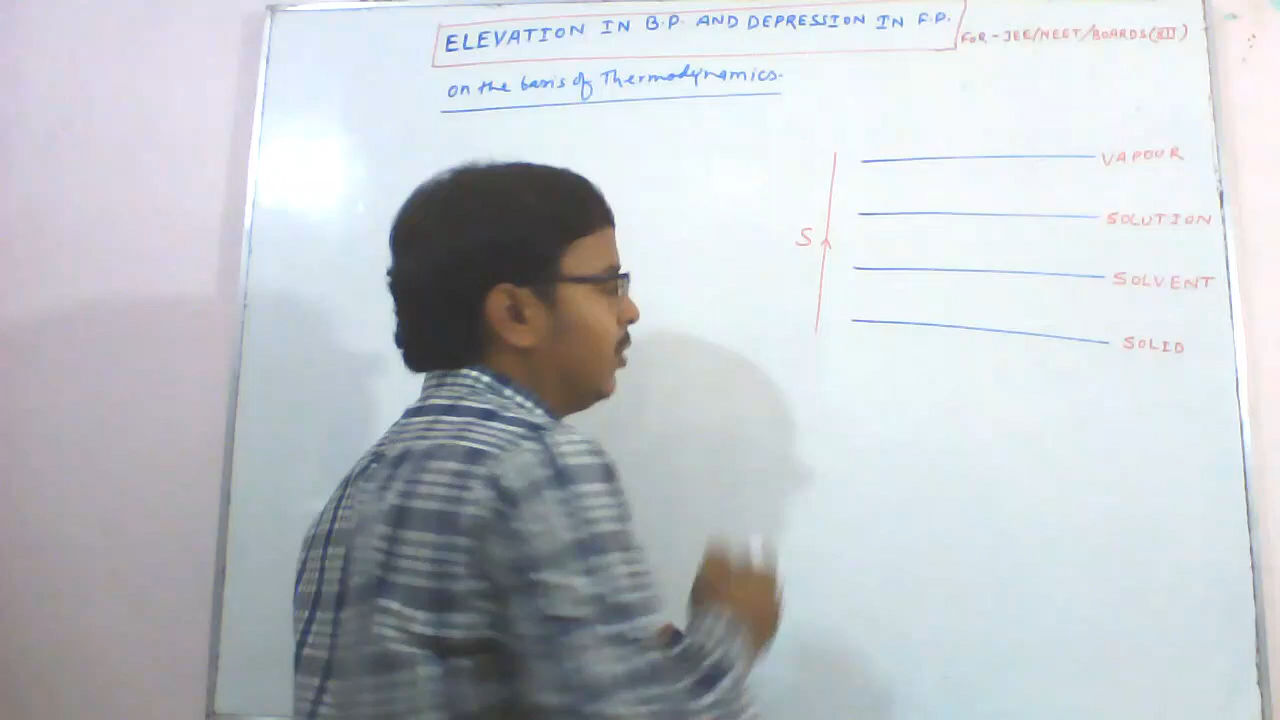 ELEVATION IN B.P. AND DEPRESSION IN F.P.
FOR - JEE/NEET/BOARDS(XII)
on the basis of Thermodynamics.
VAPOUR
S
SOLUTION
SOLVENT
SOLID